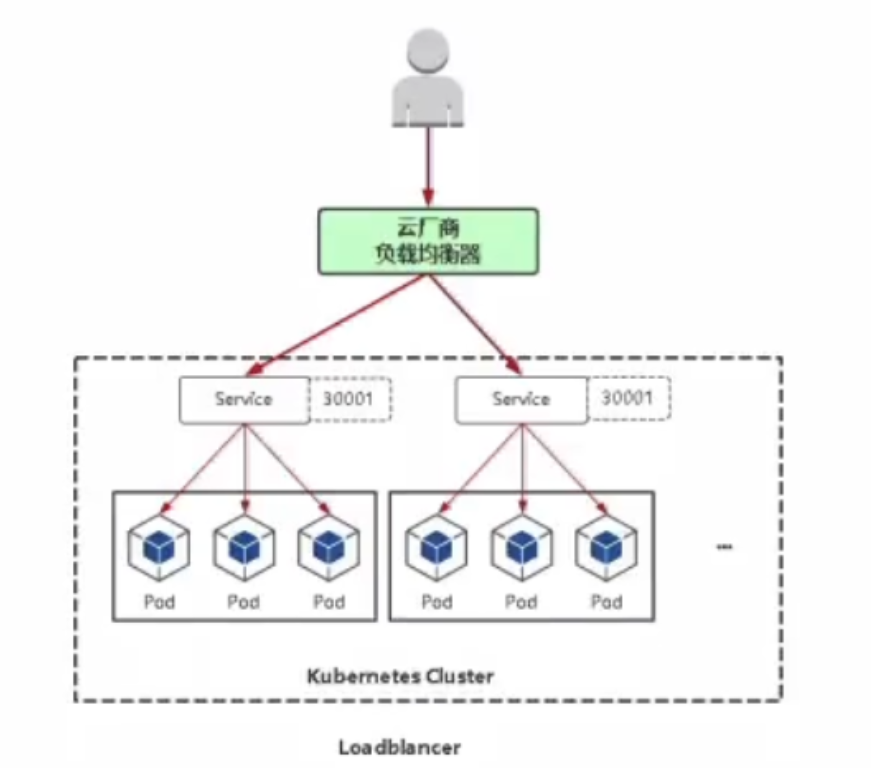 云厂商
负载均衡器
Service 30001 Service 30001
...
Pod Pod Pod Pod Pod Pod
Kubernetes Cluster
Loadblancer